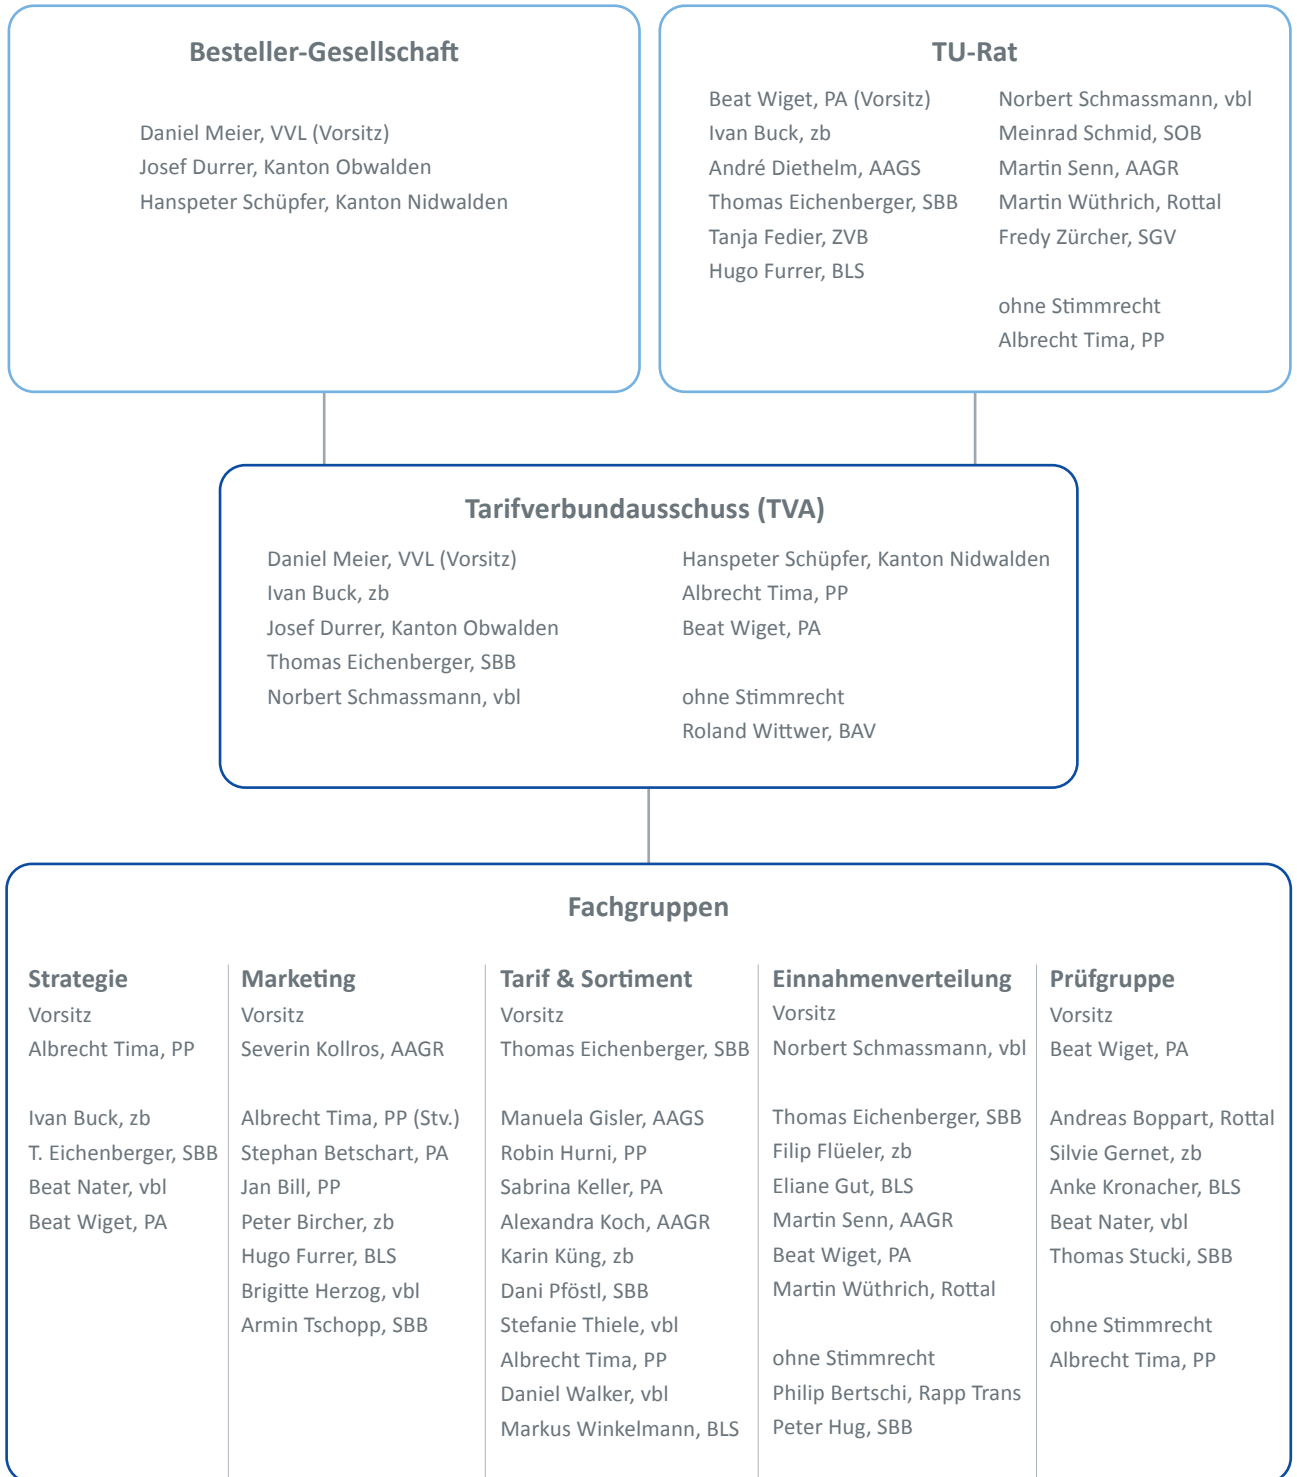 Besteller-Gesellschaft
Daniel Meier, VVL (Vorsitz)
Josef Durrer, Kanton Obwalden
Hanspeter Schüpfer, Kanton Nidwalden
TU-Rat
Beat Wiget, PA (Vorsitz)
Ivan Buck, zb
André Diethelm, AAGS
Thomas Eichenberger, SBB
Tanja Fedier, ZVB
Hugo Furrer, BLS
Norbert Schmassmann, vbl
Meinrad Schmid, SOB
Martin Senn, AAGR
Martin Wüthrich, Rottal
Fredy Zürcher, SGV
ohne Stimmrecht
Albrecht Tima, PP
Tarifverbundausschuss (TVA)
Daniel Meier, VVL (Vorsitz)
Ivan Buck, zb
Josef Durrer, Kanton Obwalden
Thomas Eichenberger, SBB
Norbert Schmassmann, vbl
Hanspeter Schüpfer, Kanton Nidwalden
Albrecht Tima, PP
Beat Wiget, PA
ohne Stimmrecht
Roland Wittwer, BAV
Fachgruppen
Strategie
Vorsitz
Albrecht Tima, PP
Ivan Buck, zb
T. Eichenberger, SBB
Beat Nater, vbl
Beat Wiget, PA
Marketing
Vorsitz
Severin Kollros, AAGR
Albrecht Tima, PP (Stv.)
Stephan Betschart, PA
Jan Bill, PP
Peter Bircher, zb
Hugo Furrer, BLS
Brigitte Herzog, vbl
Armin Tschopp, SBB
Tarif & Sortiment
Vorsitz
Thomas Eichenberger, SBB
Manuela Gisler, AAGS
Robin Hurni, PP
Sabrina Keller, PA
Alexandra Koch, AAGR
Karin Küng, zb
Dani Pföstl, SBB
Stefanie Thiele, vbl
Albrecht Tima, PP
Daniel Walker, vbl
Markus Winkelmann, BLS
Einnahmenverteilung
Vorsitz
Norbert Schmassmann, vbl
Thomas Eichenberger, SBB
Filip Flüeler, zb
Eliane Gut, BLS
Martin Senn, AAGR
Beat Wiget, PA
Martin Wüthrich, Rottal
ohne Stimmrecht
Philip Bertschi, Rapp Trans
Peter Hug, SBB
Prüfgruppe
Vorsitz
Beat Wiget, PA
Andreas Boppart, Rottal
Silvie Gernet, zb
Anke Kronacher, BLS
Beat Nater, vbl
Thomas Stucki, SBB
ohne Stimmrecht
Albrecht Tima, PP